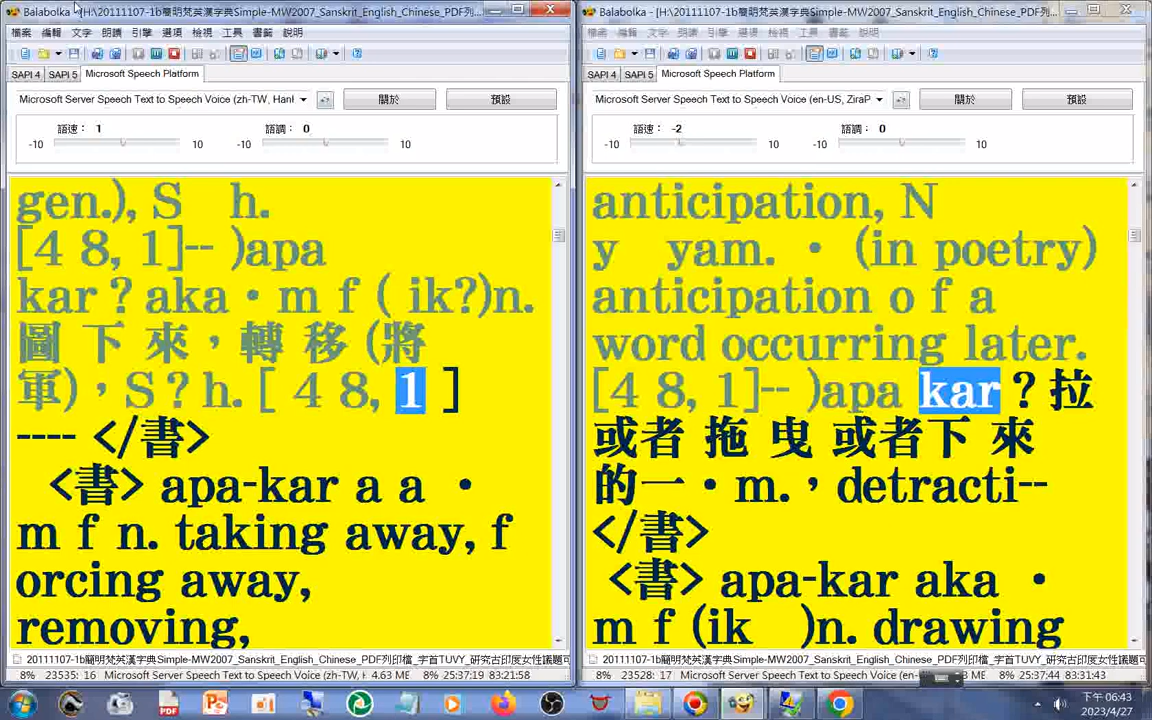 Balabolka - [H:\20111107-1b簡明梵英漢字典Simple-MW2007_Sanskrit_English_Chinese_PDF列...
檔案 編輯 文字 朗讀 引擎 選項 檢視 工具 書籤 說明
SAPI 4 SAPI 5 Microsoft Speech Platform
Microsoft Server Speech Text to Speech Voice (zh-TW, Hanl 關於 預設
語速： 1 語調： 0
-10 10 -10 10
gen.), S h.
[4 8, 1]-- )apa
kar？aka・m f ( ik?)n.
圖 下 來，轉 移 (將
軍)，S？h. [ 4 8, 1 ]
---- </書>
<書> apa-kar a a ・
m f n. taking away, f
orcing away,
removing,
20111107-1b簡明梵英漢字典Simple-MW2007_Sanskrit_English_Chinese_PDF列印檔_字首TUVY_研究古印度女性議題可
8% 23535: 16 Microsoft Server Speech Text to Speech Voice (zh-TW, H 4.63 ME 8% 25:37:19 83:21:58
Balabolka - [H:\20111107-1b簡明梵英漢字典Simple-MW2007_Sanskrit_English_Chinese_PDF列印...
檔案 編輯 文字 朗讀 引擎 選項 檢視 工具 書籤 說明
SAPI 4 SAPI 5 Microsoft Speech Platform
Microsoft Server Speech Text to Speech Voice (en-US, ZiraP 關於 預設
語速： -2 語調： 0
-10 10 -10 10
anticipation, N
y yam. ・ (in poetry)
anticipation o f a
word occurring later.
[4 8, 1]-- )apa kar？拉
或者 拖 曳 或者下 來
的一・m.，detracti--
</書>
<書> apa-kar aka ・
m f (ik )n. drawing
20111107-1b簡明梵英漢字典Simple-MW2007_Sanskrit_English_Chinese_PDF列印檔_字首TUVY_研究古印度女性議題可
8% 23528: 17 Microsoft Server Speech Text to Speech Voice 4.63 ME 8% 25:37:44 83:31:43
下午 06:43
2023/4/27